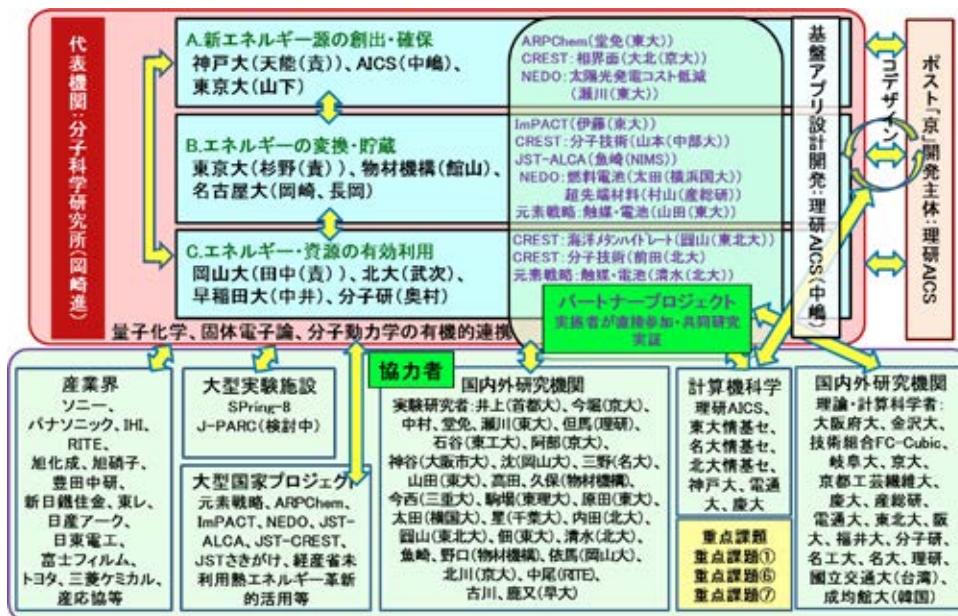 代表機関:分子科学研究所(岡崎進)
A.新エネルギー源の創出・確保
神戸大(天能(責))、AICS(中嶋)、
東京大(山下)
ARPChem(堂免(東大)
CREST:相界面(大北(京大)
NEDO:太陽光発電コスト低減
(瀬川(東大))
B.エネルギーの変換・貯蔵
東京大(杉野(責))、物材機構(館山)、
名古屋大(岡崎、長岡)
ImPACT(伊藤(東大)
CREST:分子技術(山本(中部大)
JST-ALCA(魚崎(NIMS)
NEDO:燃料電池(太田(横浜国大)
超先端材料(村山(産総研)
元素戦略:触媒・電池(山田(東大)
C.エネルギー・資源の有効利用
岡山大(田中(責))、北大(武次)、
早稲田大(中井)、分子研(奥村)
CREST:海洋メタンハイドレート(圓山(東北大)
CREST:分子技術(前田(北大)
元素戦略:触媒・電池(清水(北大)
基盤アプリ設計開発:理研AICS(中嶋)
コデザイン
ポスト「京」開発主体:理研AICS
パートナープロジェクト
実施者が直接参加・共同研究
実証
量子化学、固体電子論、分子動力学の有機的連携
協力者
産業界
ソニー、
パナソニック、IHI、
RITE、
旭化成、旭硝子、
豊田中研、
新日鐵住金、東レ、
日産アーク、
日東電工、
富士フィルム、
トヨタ、三菱ケミカル、
産応協等
大型実験施設
SPring-8
J-PARC(検討中)
大型国家プロジェクト
元素戦略、ARPChem、
ImPACT、NEDO、JST-
ALCA、JST-CREST、
JSTさきがけ、経産省未
利用熱エネルギー革新
的活用等
国内外研究機関
実験研究者:井上(首都大)、今堀(京大)、
中村、堂免、瀬川(東大)、但馬(理研)、
石谷(東工大)、阿部(京大)、
神谷(大阪市大)、沈(岡山大)、三野(名大)、
山田(東大)、高田、久保(物材機構)、
今西(三重大)、駒場(東理大)、原田(東大)、
太田(横国大)、星(千葉大)、内田(北大)、
圓山(東北大)、佃(東大)、清水(北大)、
魚崎、野口(物材機構)、依馬(岡山大)、
北川(京大)、中尾(RITE)、
古川、鹿又(早大)
計算機科学
理研AICS、
東大情基セ、
名大情基セ、
北大情基セ、
神戸大、電通
大、慶大
重点課題
重点課題①
重点課題⑥
重点課題⑦
国内外研究機関
理論・計算科学者:
大阪府大、金沢大、
技術組合FC-Cubic、
岐阜大、京大、
京都工芸繊維大、
慶大、産総研、
電通大、東北大、阪
大、福井大、分子研、
名工大、名大、理研、
國立交通大(台湾)、
成均館大(韓国)